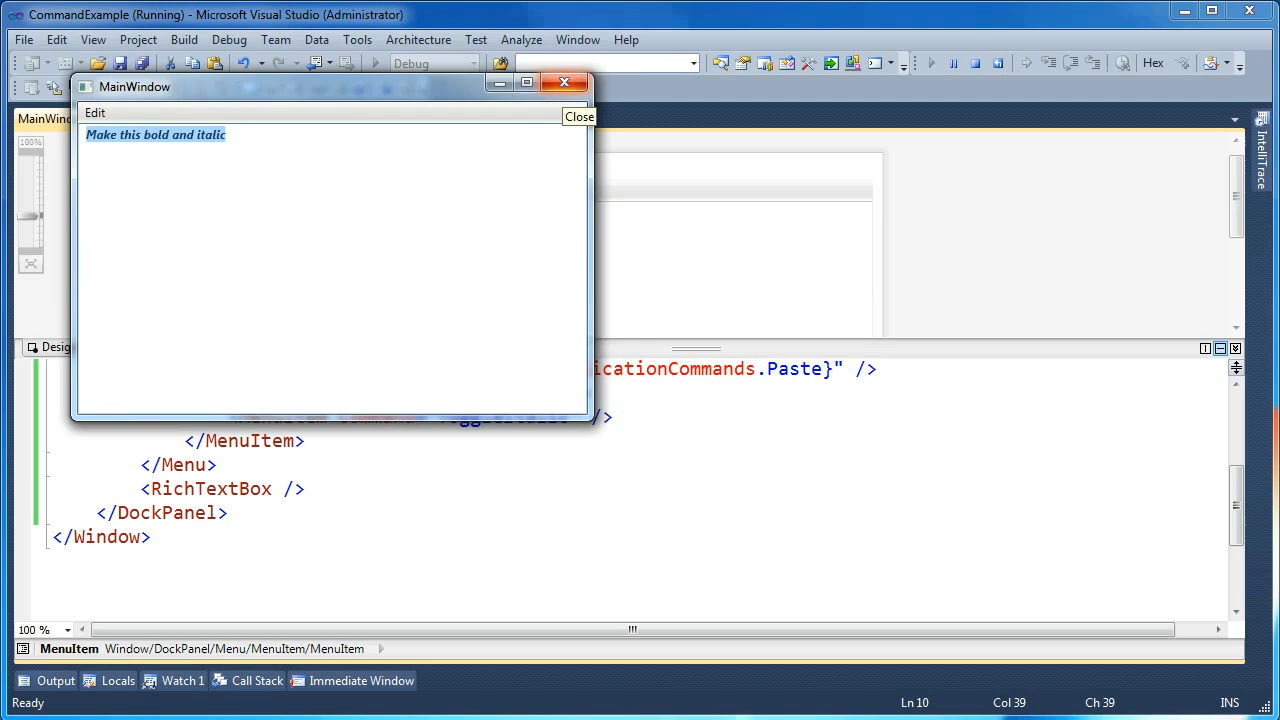 CommandExample (Running) - Microsoft Visual Studio (Administrator)
File Edit View Project Build Debug Team Data Tools Architecture Test Analyze Window Help
Debug
Hex
MainWindow
MainWind
Edit
Close
Make this bold and italic
100%
IntelliTrace
Desig
icationCommands.Paste}" />
/>
</MenuItem>
</Menu>
<RichTextBox />
</DockPanel>
</Window>
100 %
MenuItem Window/DockPanel/Menu/MenuItem/MenuItem
Output Locals Watch 1 Call Stack Immediate Window
Ready Ln 10 Col 39 Ch 39 INS